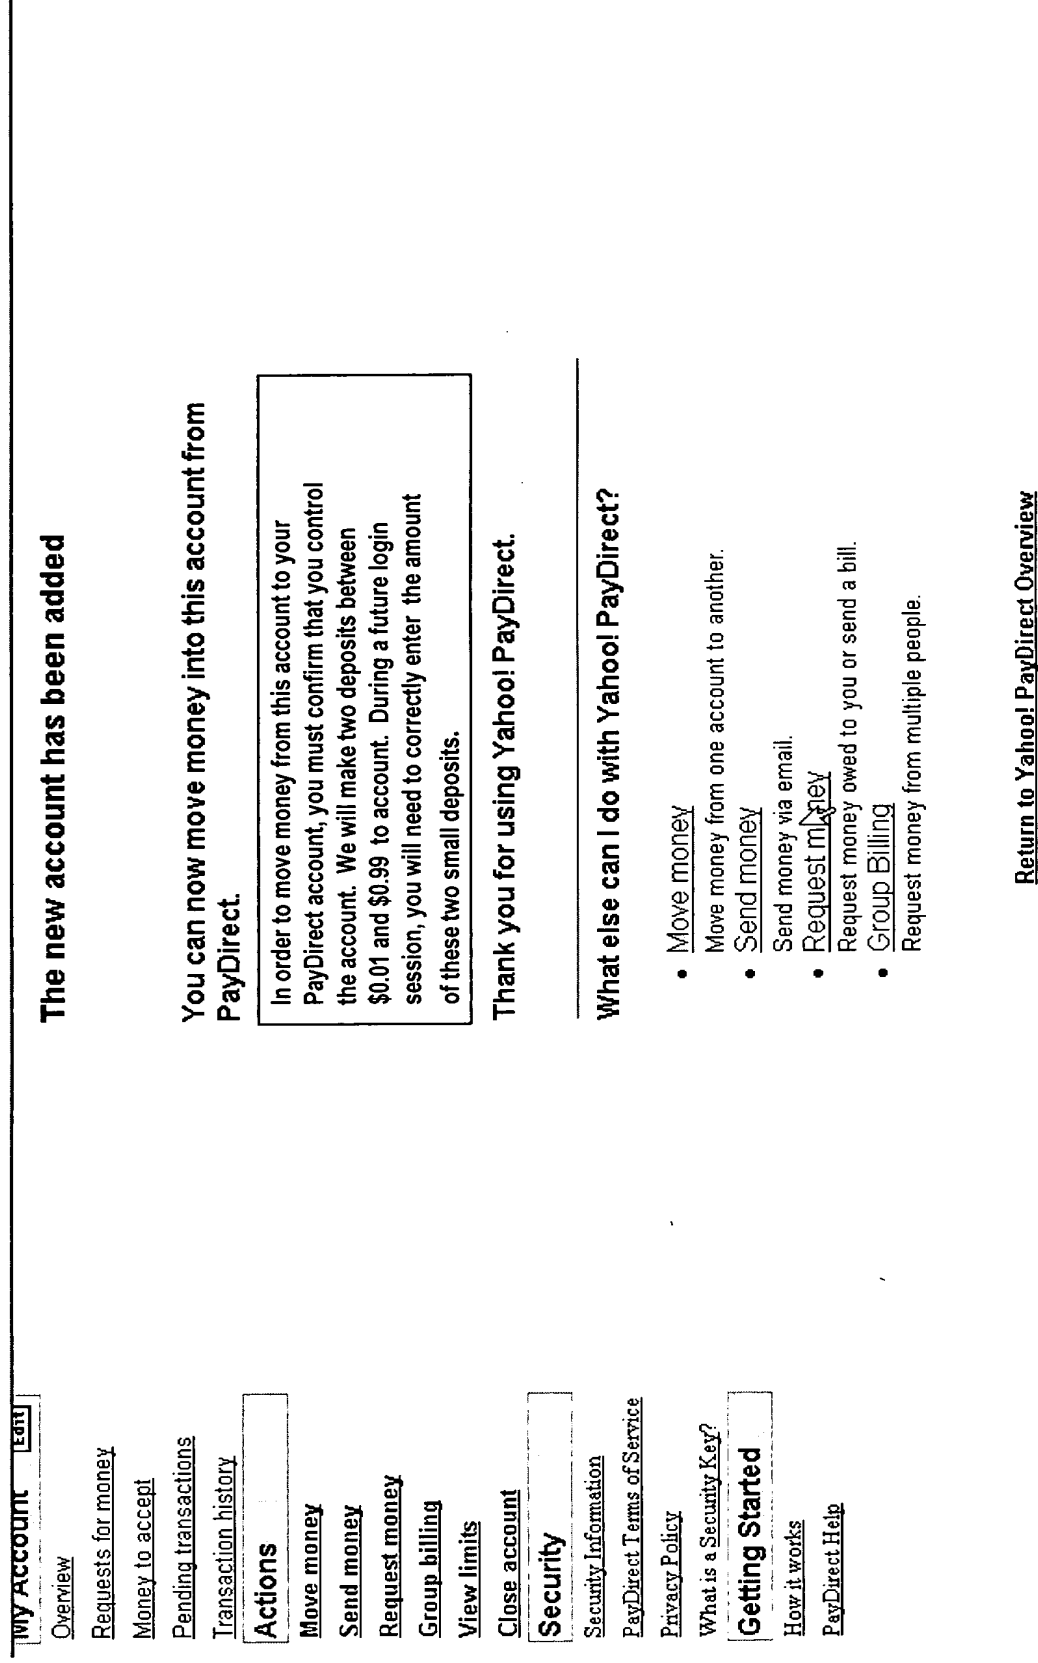 My Account Edit
Overview
Requests for money
Money to accept
Pending transactions
Transaction history
Actions
Move money
Send money
Request money
Group billing
View limits
Close account
Security
Security Information
PayDirect Terms of Service
Privacy Policy
What is a Security Key?
Getting Started
How it works
PayDirect Help
The new account has been added
You can now move money into this account from
PayDirect.
In order to move money from this account to your
PayDirect account, you must confirm that you control
the account. We will make two deposits between
$0.01 and $0.99 to account. During a future login
session, you will need to correctly enter the amount
of these two small deposits.
Thank you for using Yahoo! PayDirect.
What else can I do with Yahoo! PayDirect?
• Move money
Move money from one account to another.
• Send money
Send money via email.
• Request money
Request money owed to you or send a bill.
• Group Billing
Request money from multiple people.
Return to Yahoo! PayDirect Overview